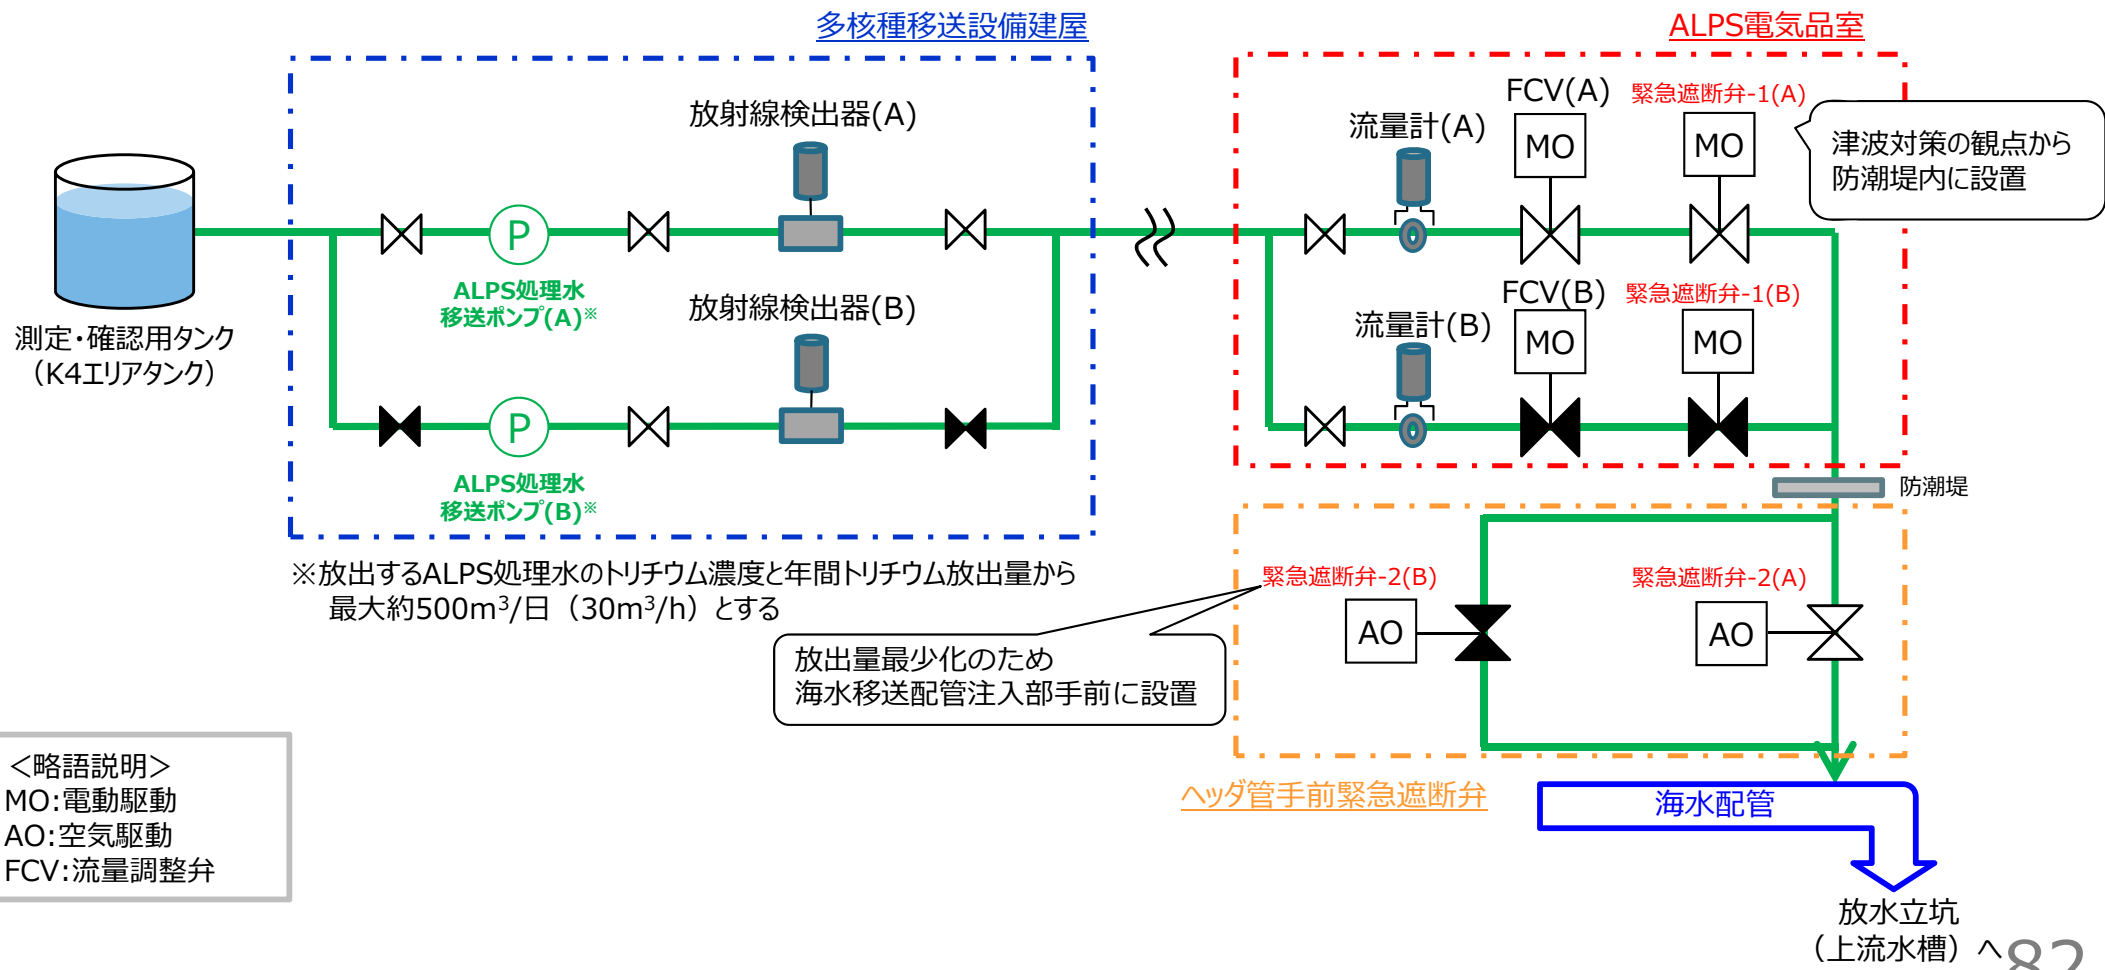 多核種移送設備建屋
ALPS電気品室
放射線検出器(A)
流量計(A)
FCV(A)
緊急遮断弁-1(A)
MO
MO
津波対策の観点から
防潮堤内に設置
P
ALPS処理水
移送ポンプ(A)※
放射線検出器(B)
流量計(B)
FCV(B)
緊急遮断弁-1(B)
MO
MO
測定・確認用タンク
（K4エリアタンク）
P
ALPS処理水
移送ポンプ(B)※
防潮堤
※放出するALPS処理水のトリチウム濃度と年間トリチウム放出量から
最大約500m³/日（30m³/h）とする
緊急遮断弁-2(B)
緊急遮断弁-2(A)
AO
AO
放出量最少化のため
海水移送配管注入部手前に設置
＜略語説明＞
MO:電動駆動
AO:空気駆動
FCV:流量調整弁
ヘッダ管手前緊急遮断弁
海水配管
放水立坑
（上流水槽）へ
82